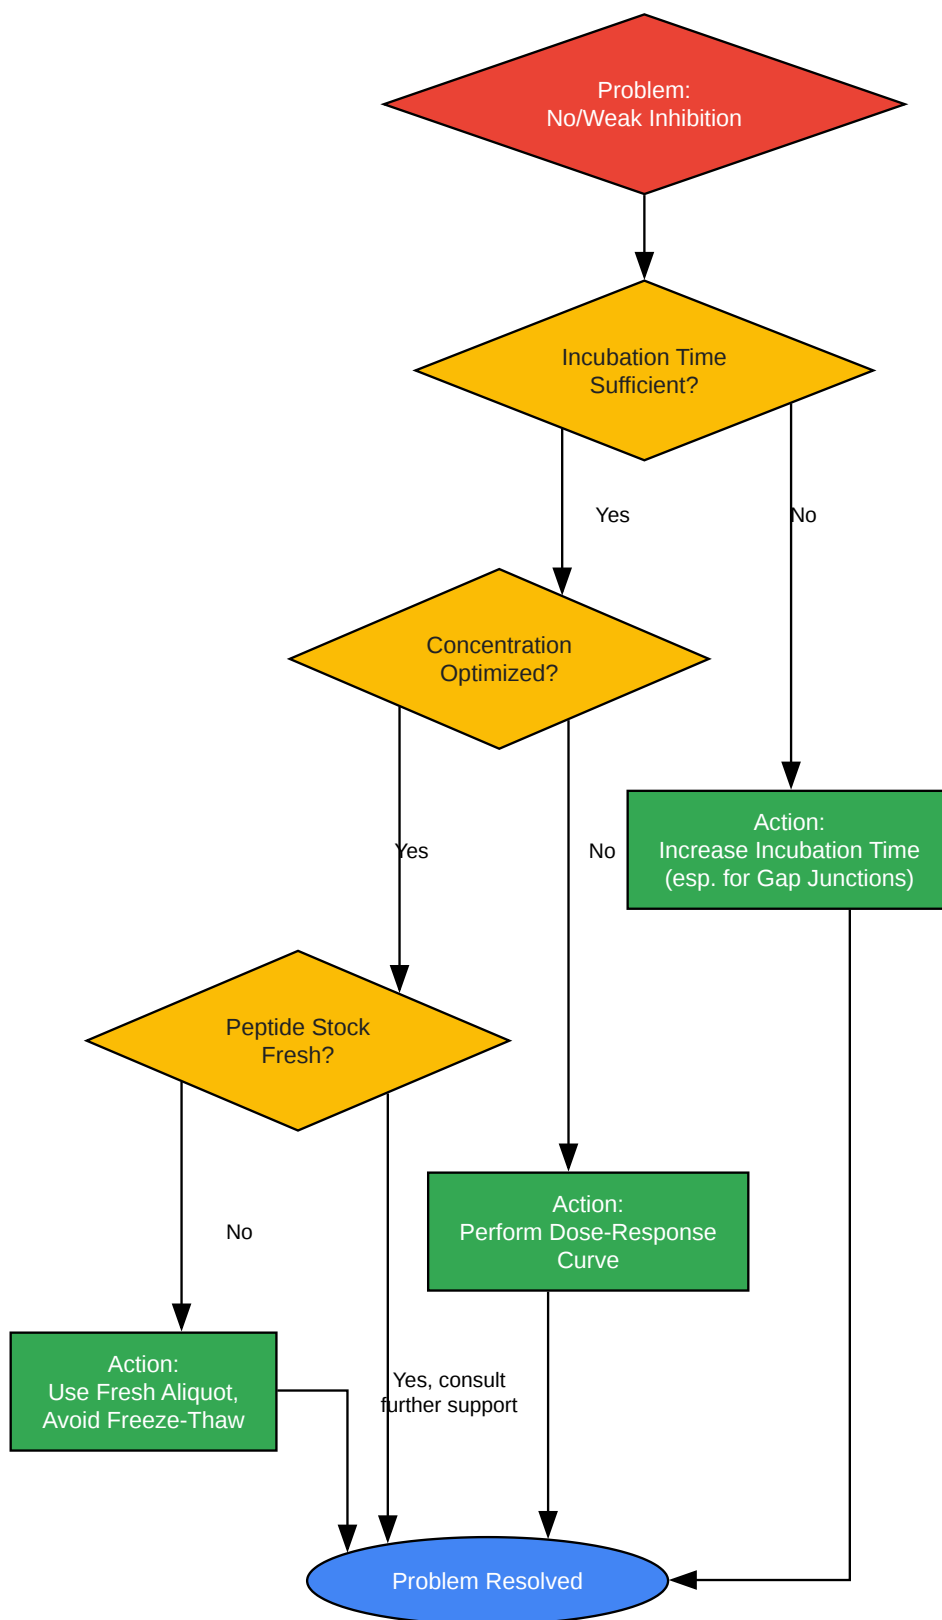 Problem:
No/Weak Inhibition
Incubation Time
Sufficient?
Yes
No
Concentration
Optimized?
Action:
Increase Incubation Time
(esp. for Gap Junctions)
Yes
No
Peptide Stock
Fresh?
Action:
Perform Dose-Response
Curve
No
Action:
Use Fresh Aliquot,
Avoid Freeze-Thaw
Yes, consult
further support
Problem Resolved